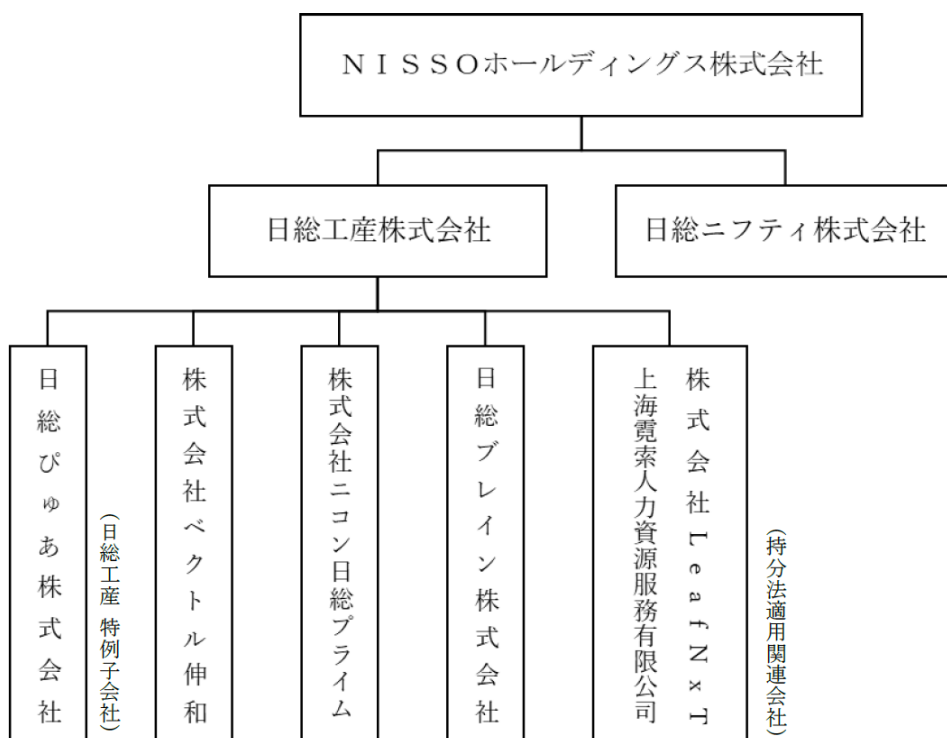 ＮＩＳＳＯホールディングス株式会社
日総工産株式会社
日総ニフティ株式会社
日総ぴゅあ株式会社
（日総工産 特例子会社）
株式会社ベクトル伸和
株式会社ニコン日総プライム
日総ブレイン株式会社
株式会社ＬｅａｆＮｘＴ
上海霓索人力資源服務有限公司
（持分法適用関連会社）